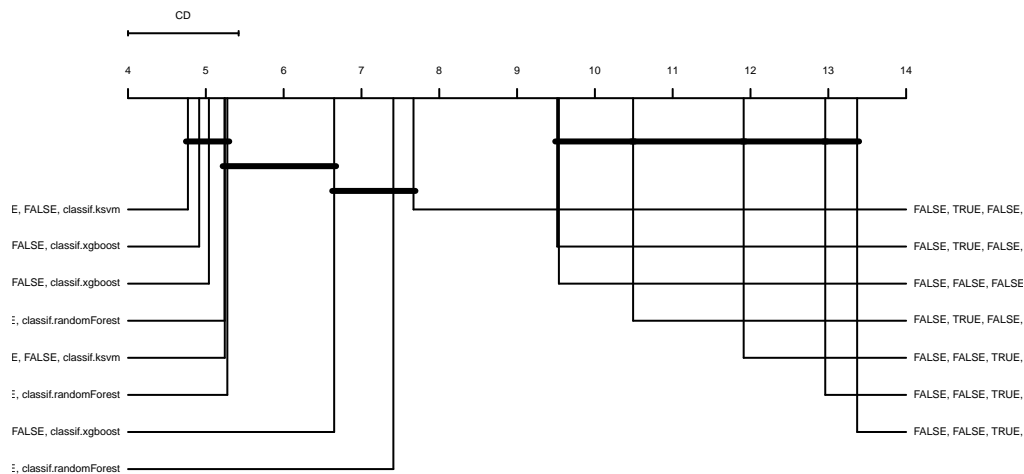 CD
4 5 6 7 8 9 10 11 12 13 14
E, FALSE, classif.ksvm
FALSE, classif.xgboost
FALSE, classif.xgboost
E, classif.randomForest
E, FALSE, classif.ksvm
E, classif.randomForest
FALSE, classif.xgboost
E, classif.randomForest
FALSE, TRUE, FALSE,
FALSE, TRUE, FALSE,
FALSE, FALSE, FALSE
FALSE, TRUE, FALSE,
FALSE, FALSE, TRUE,
FALSE, FALSE, TRUE,
FALSE, FALSE, TRUE,